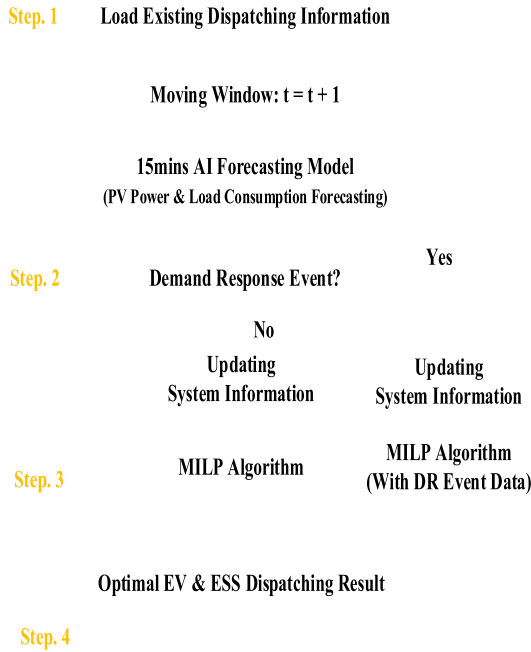 Step. 1 Load Existing Dispatching Information
Moving Window: t = t + 1
15mins AI Forecasting Model
(PV Power & Load Consumption Forecasting)
Yes
Step. 2 Demand Response Event?
No
Updating
System Information
Updating
System Information
MILP Algorithm
MILP Algorithm
(With DR Event Data)
Step. 3
Optimal EV & ESS Dispatching Result
Step. 4